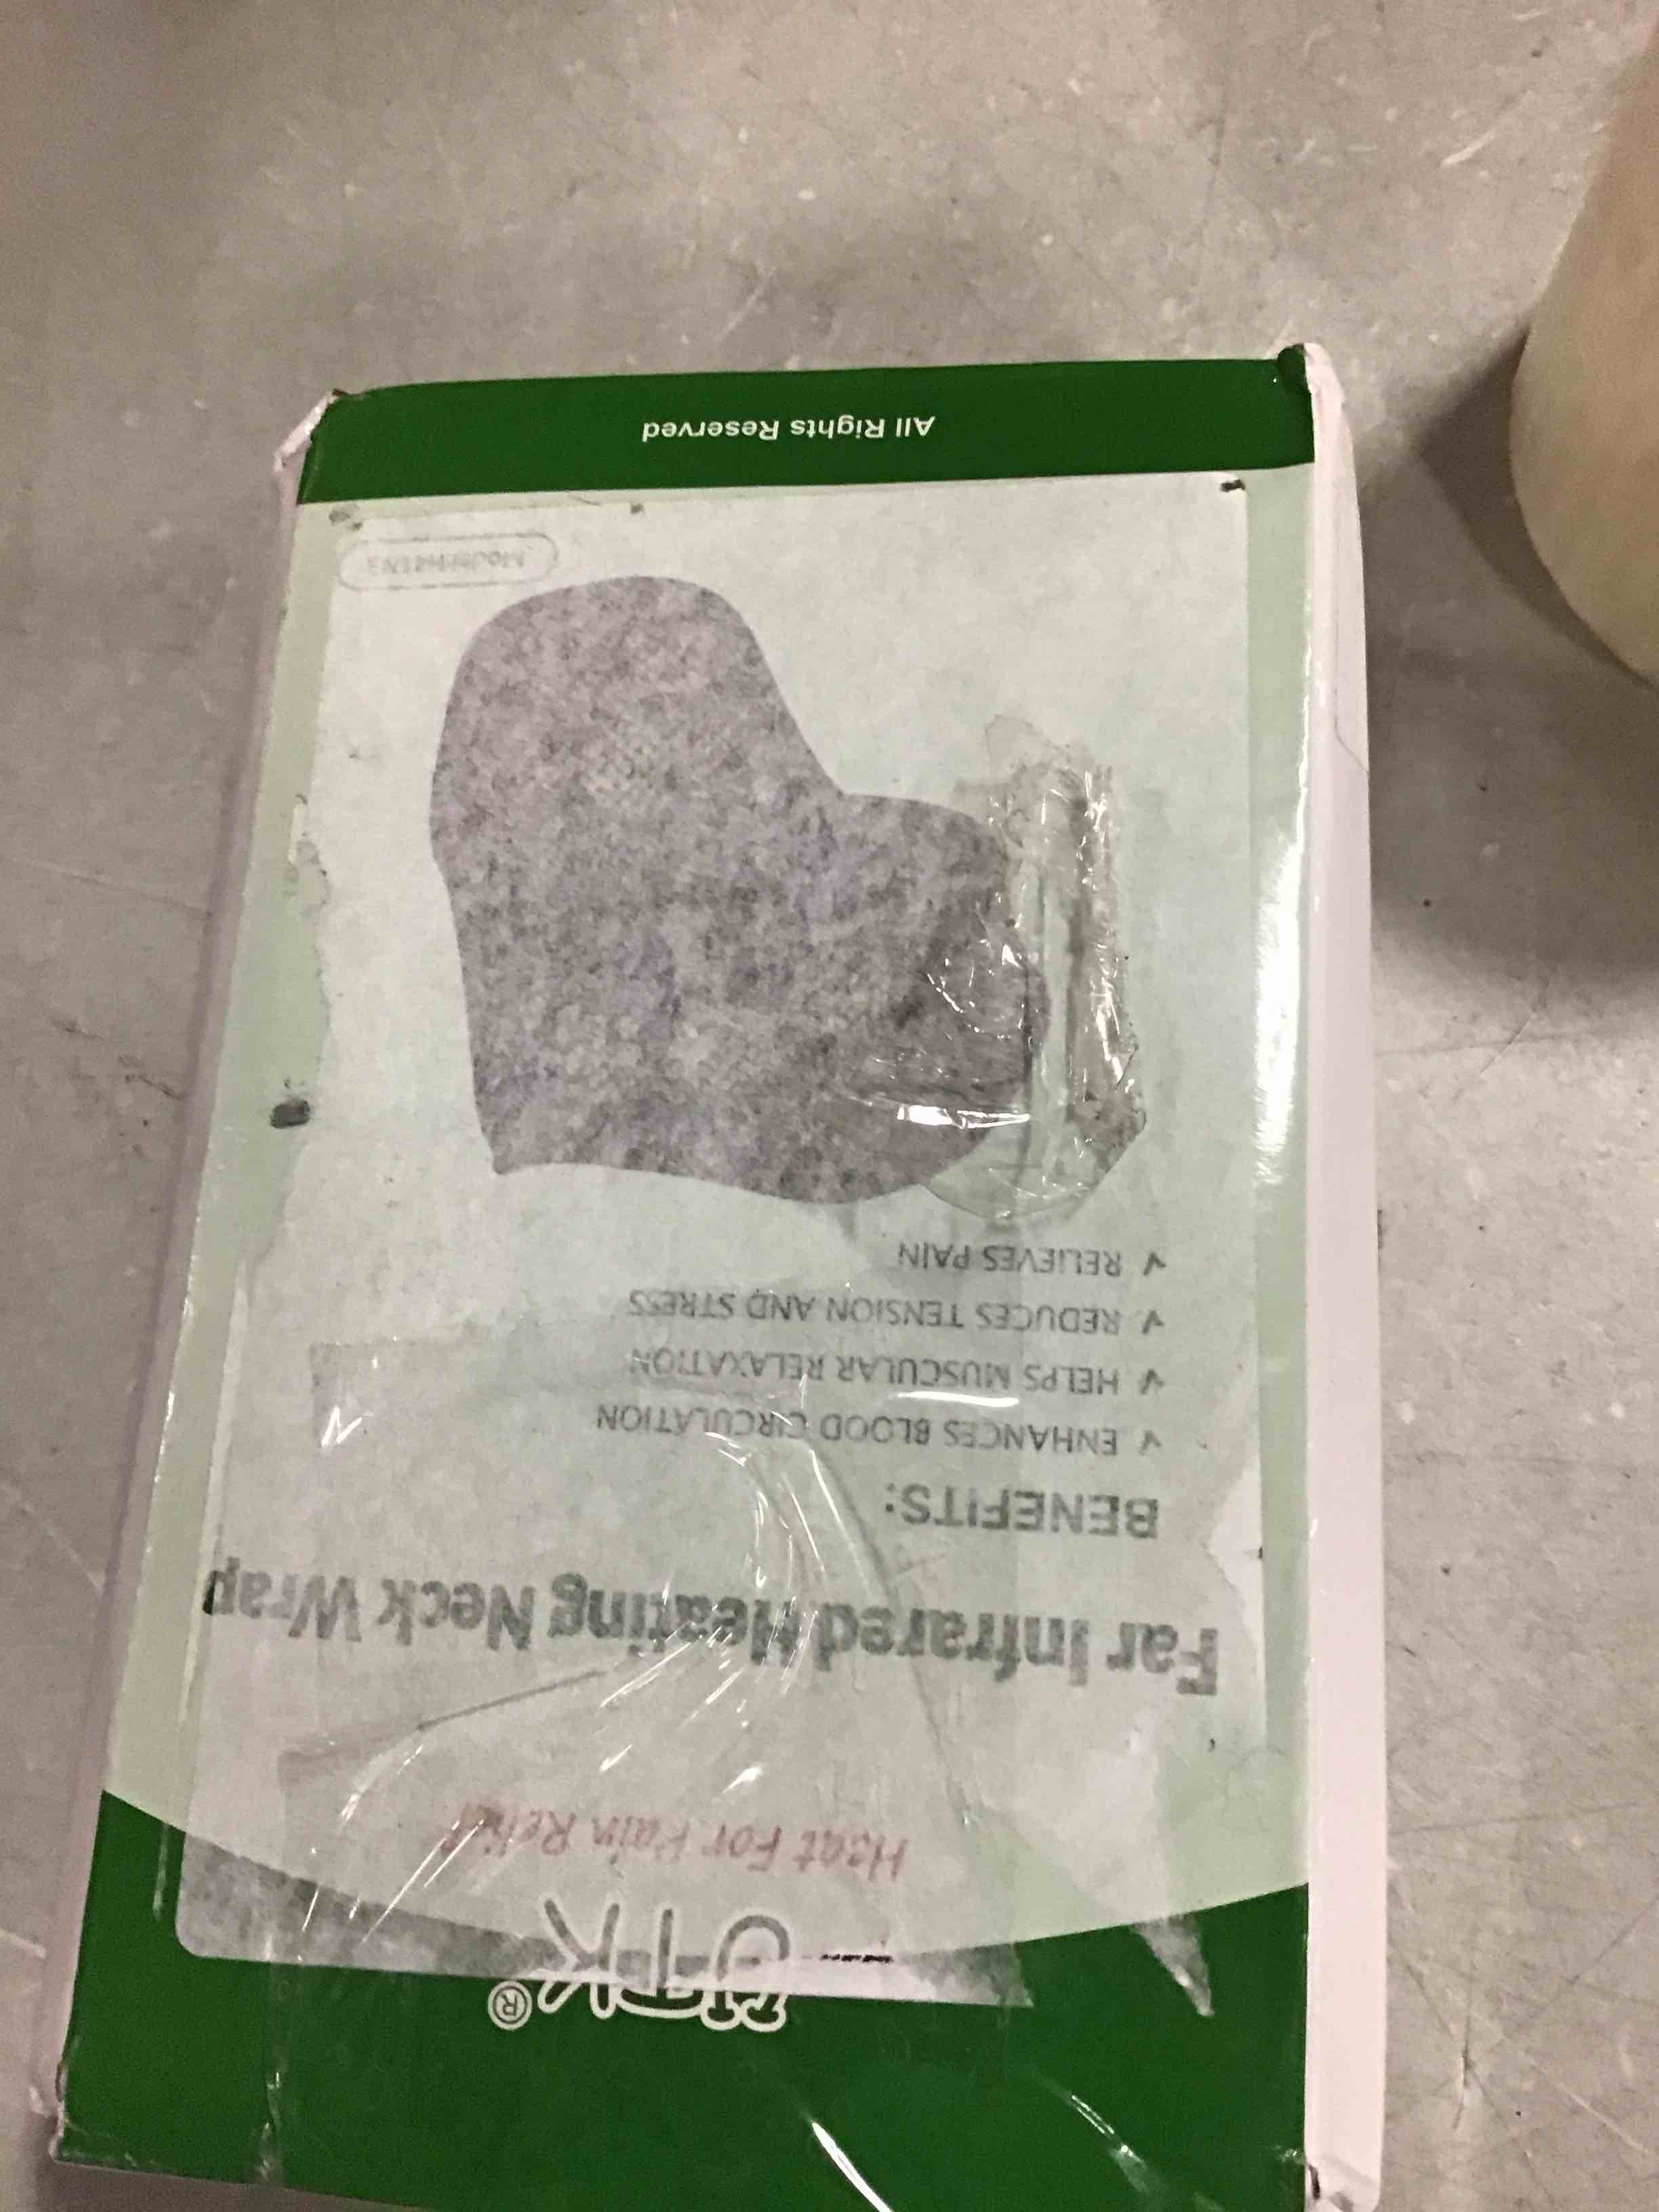 UTK®
Heat For Pain Relief
Far Infrared Heating Neck Wrap
BENEFITS:
✓ ENHANCES BLOOD CIRCULATION
✓ HELPS MUSCULAR RELAXATION
✓ REDUCES TENSION AND STRESS
✓ RELIEVES PAIN
All Rights Reserved